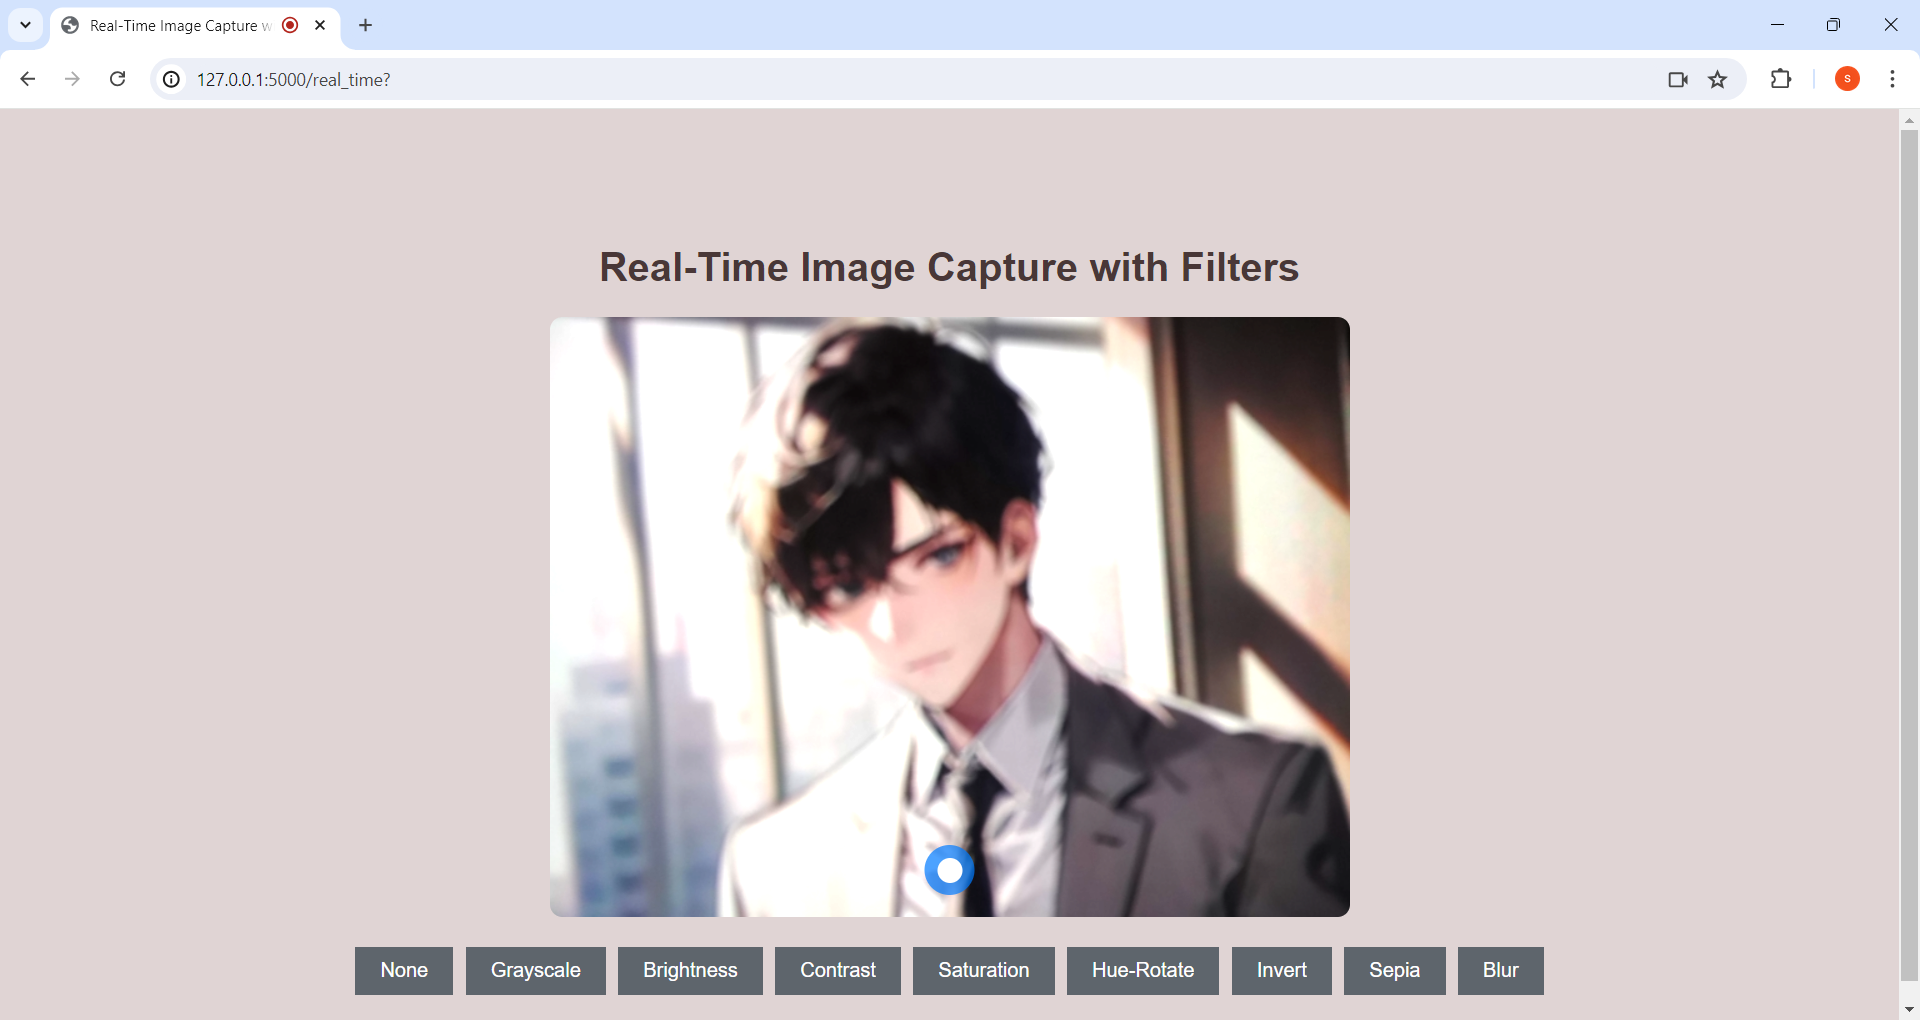 Real-Time Image Capture w
127.0.0.1:5000/real_time?
S
Real-Time Image Capture with Filters
None Grayscale Brightness Contrast Saturation Hue-Rotate Invert Sepia Blur